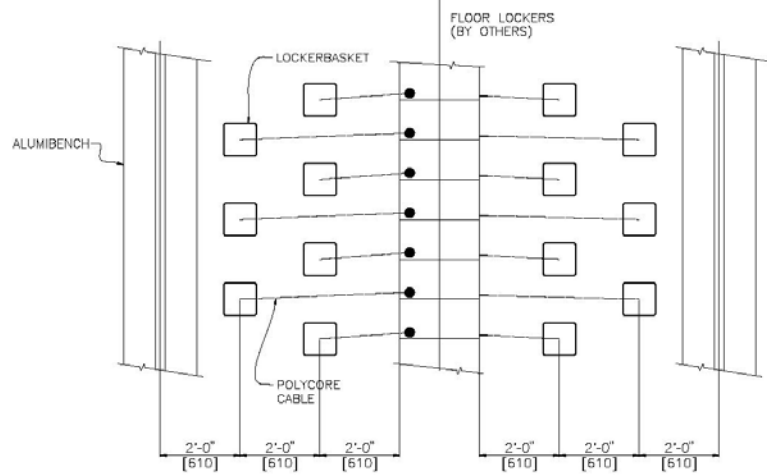 FLOOR LOCKERS
(BY OTHERS)
LOCKERBASKET
ALUMIBENCH
POLYCORE
CABLE
2'-0"
[610]
2'-0"
[610]
2'-0"
[610]
2'-0"
[610]
2'-0"
[610]
2'-0"
[610]